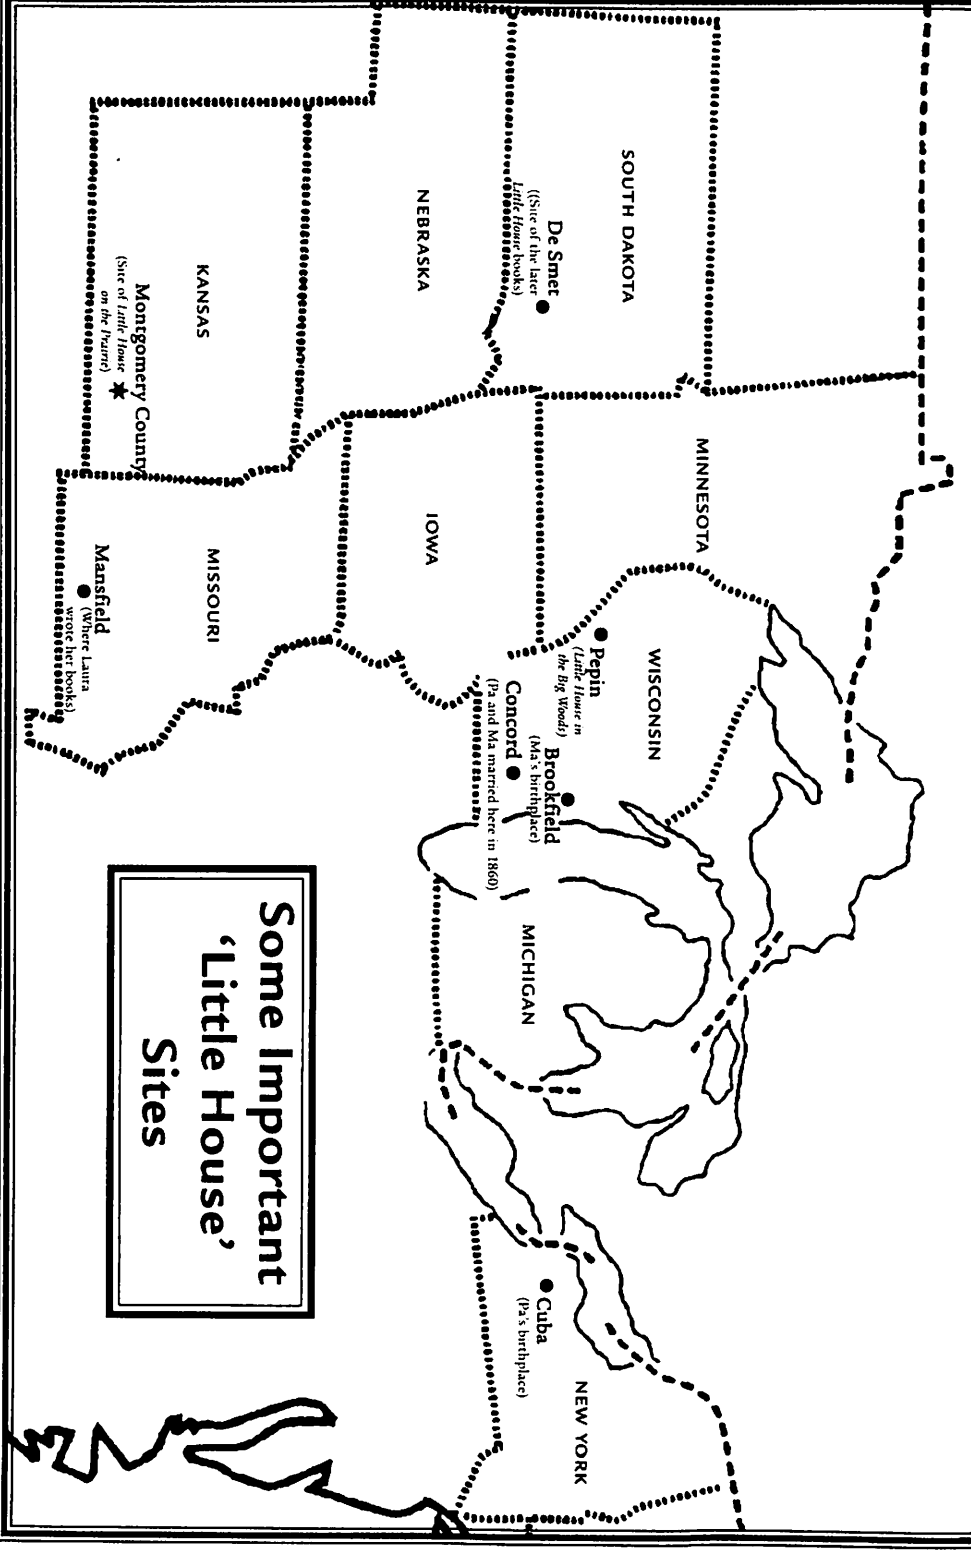 SOUTH DAKOTA
De Smet
((Site of the later
Little House books)
NEBRASKA
KANSAS
Montgomery County
(Site of Little House
on the Prairie)
MINNESOTA
IOWA
MISSOURI
Mansfield
(Where Laura
wrote her books)
WISCONSIN
Pepin
(Little House in
the Big Woods)
Brookfield
(Ma's birthplace)
Concord
(Pa and Ma married here in 1860)
MICHIGAN
NEW YORK
Cuba
(Pa's birthplace)
Some Important
'Little House'
Sites